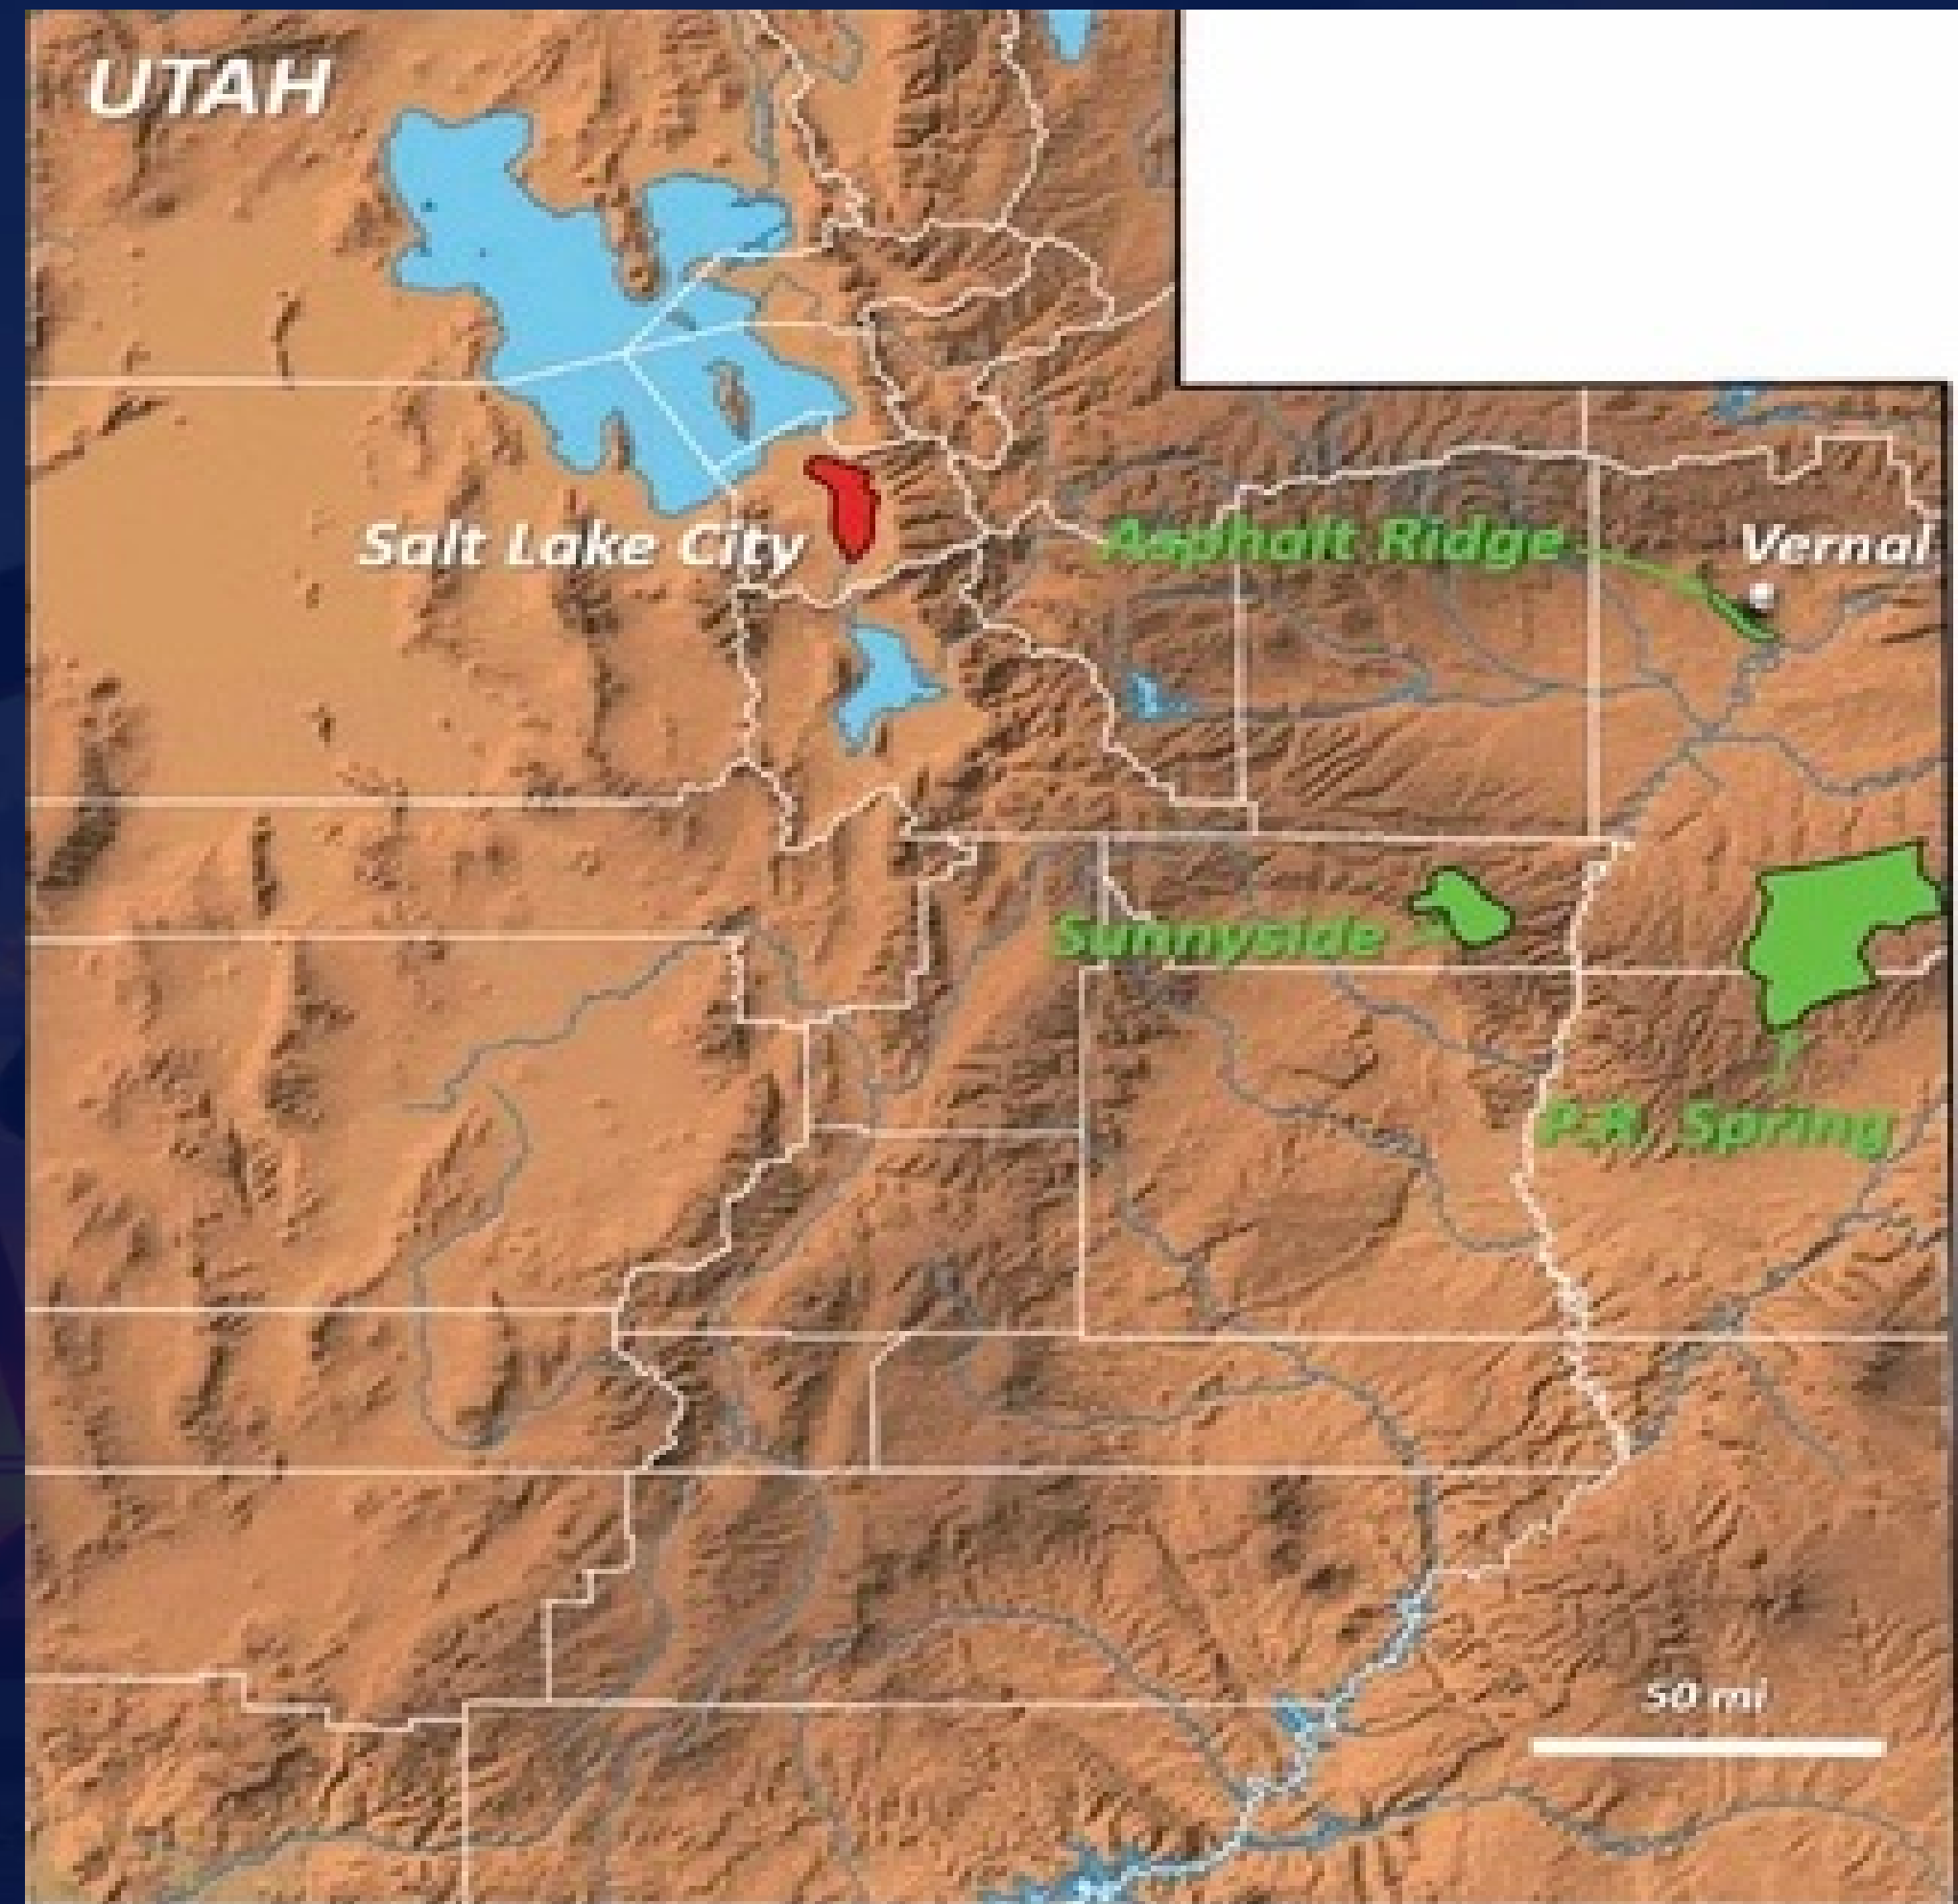 UTAH
Salt Lake City
Asphalt Ridge
Vernal
Sunnyside
P.R. Spring
50 mi